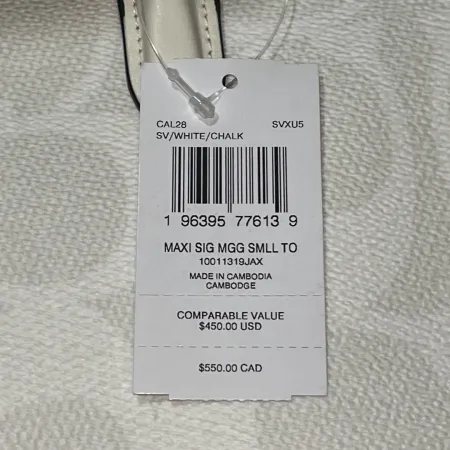 CAL28 SVXU5
SV/WHITE/CHALK
1 96395 77613 9
MAXI SIG MGG SMLL TO
10011319JAX
MADE IN CAMBODIA
CAMBODGE
COMPARABLE VALUE
$450.00 USD
$550.00 CAD